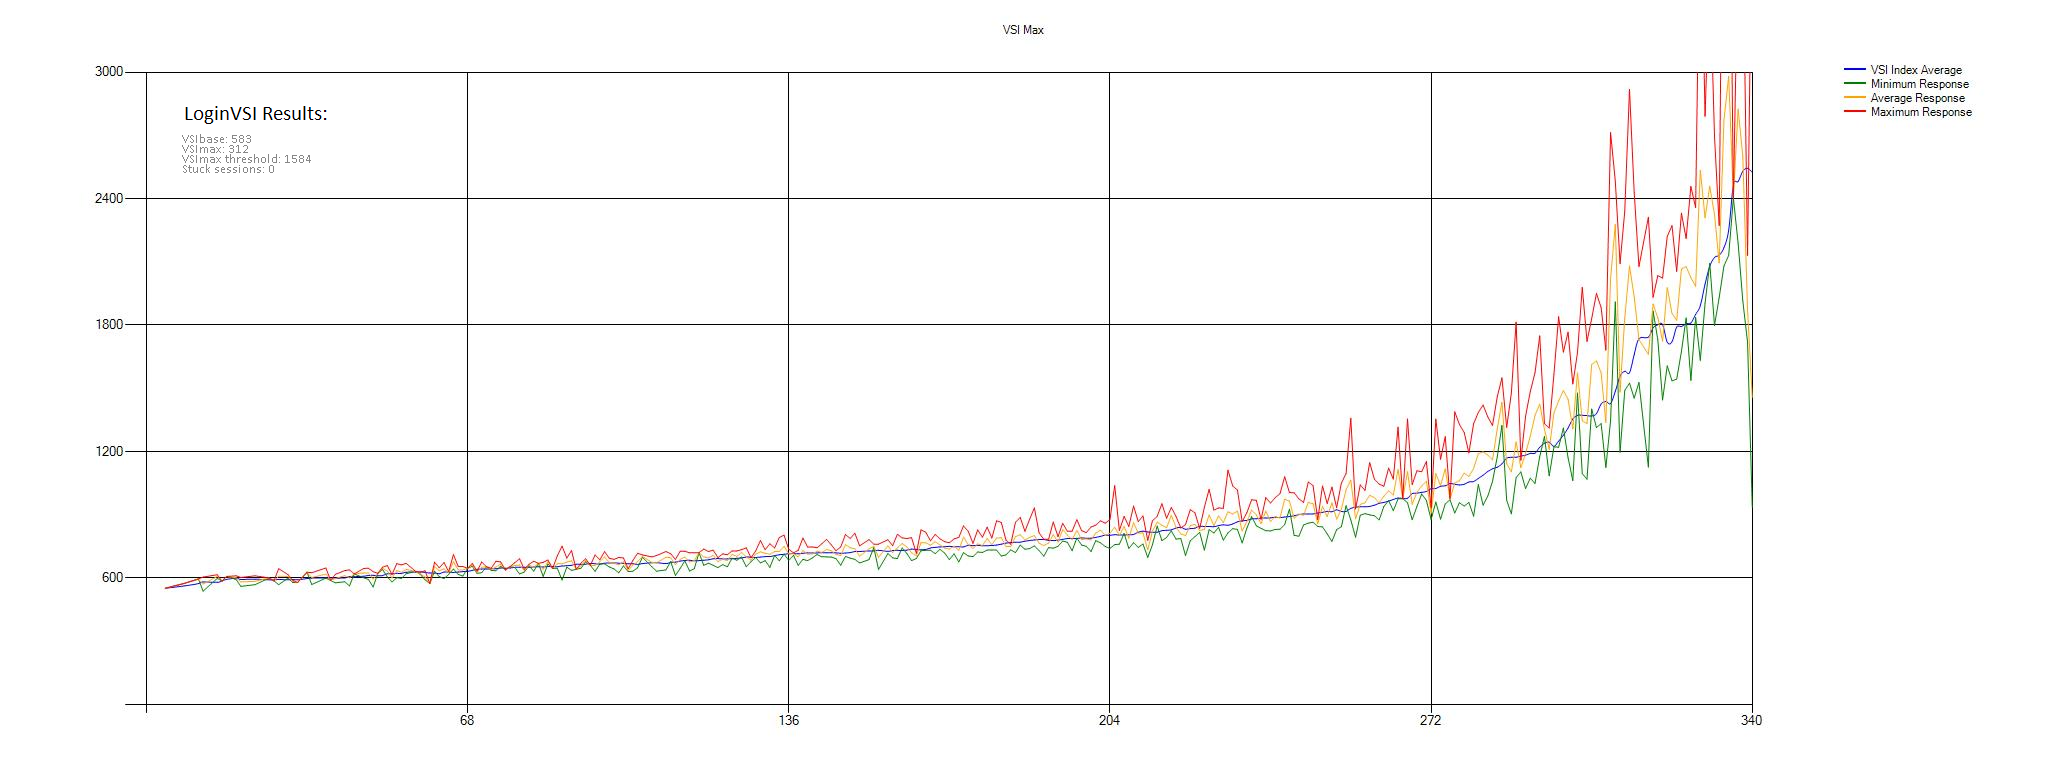 VSI Max
3000
2400
1800
1200
600
LoginVSI Results:
VSIbase: 583
VSImax: 312
VSImax threshold: 1584
Stuck sessions: 0
VSI Index Average
Minimum Response
Average Response
Maximum Response
68
136
204
272
340